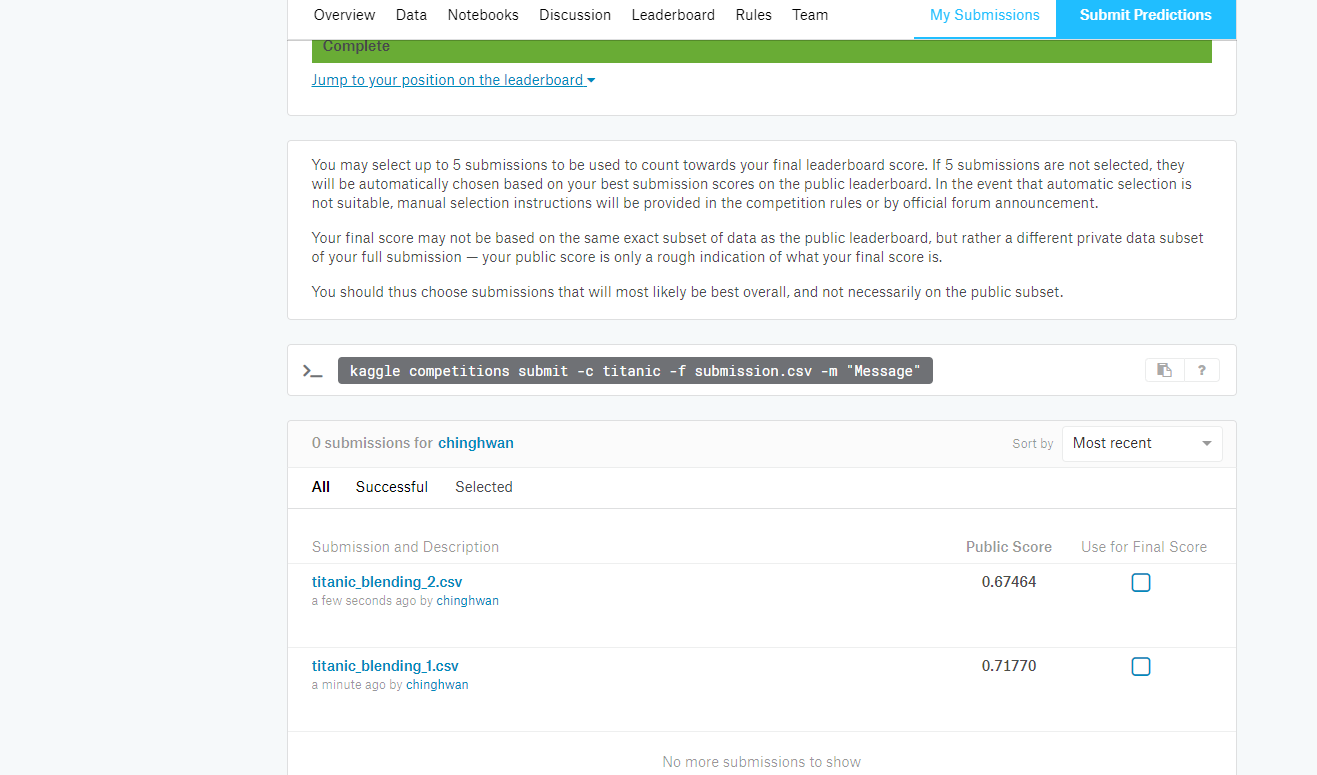 Overview Data Notebooks Discussion Leaderboard Rules Team My Submissions Submit Predictions
Complete
Jump to your position on the leaderboard
You may select up to 5 submissions to be used to count towards your final leaderboard score. If 5 submissions are not selected, they
will be automatically chosen based on your best submission scores on the public leaderboard. In the event that automatic selection is
not suitable, manual selection instructions will be provided in the competition rules or by official forum announcement.
Your final score may not be based on the same exact subset of data as the public leaderboard, but rather a different private data subset
of your full submission — your public score is only a rough indication of what your final score is.
You should thus choose submissions that will most likely be best overall, and not necessarily on the public subset.
>_ kaggle competitions submit -c titanic -f submission.csv -m "Message" ?
0 submissions for chinghwan Sort by Most recent
All Successful Selected
Submission and Description Public Score Use for Final Score
titanic_blending_2.csv 0.67464
a few seconds ago by chinghwan
titanic_blending_1.csv 0.71770
a minute ago by chinghwan
No more submissions to show